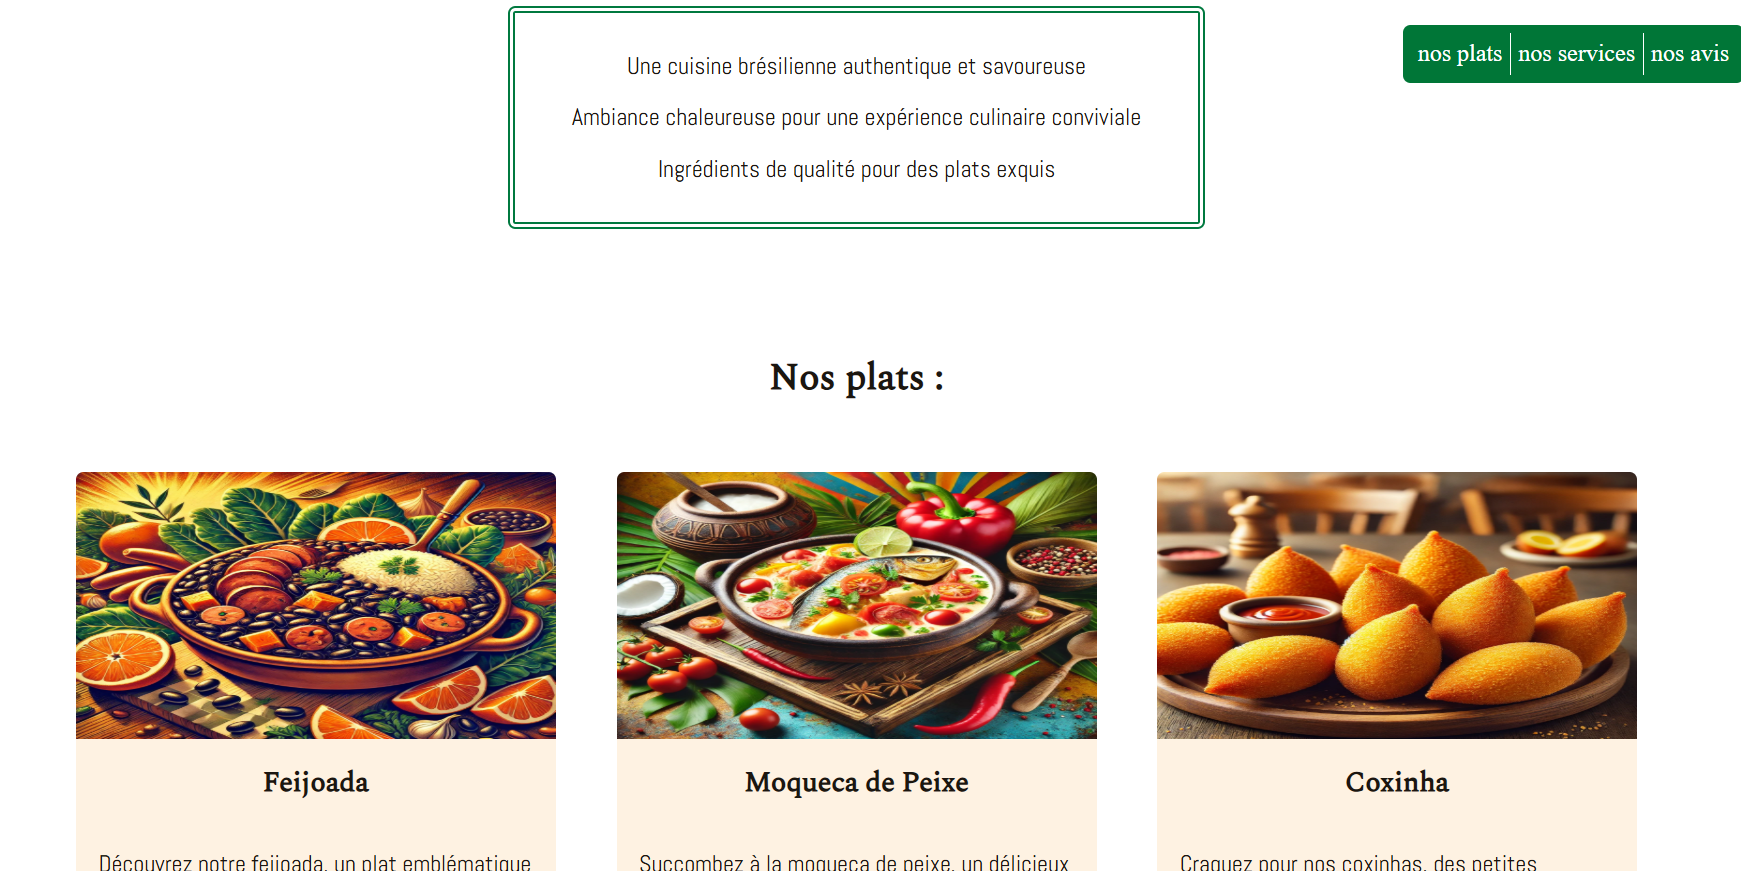 nos plats nos services nos avis
Une cuisine brésilienne authentique et savoureuse
Ambiance chaleureuse pour une expérience culinaire conviviale
Ingrédients de qualité pour des plats exquis
Nos plats :
Feijoada
Moqueca de Peixe
Coxinha
Découvrez notre feijoada, un plat emblématique
Succombez à la moqueca de peixe, un délicieux
Craquez pour nos coxinhas, des petites